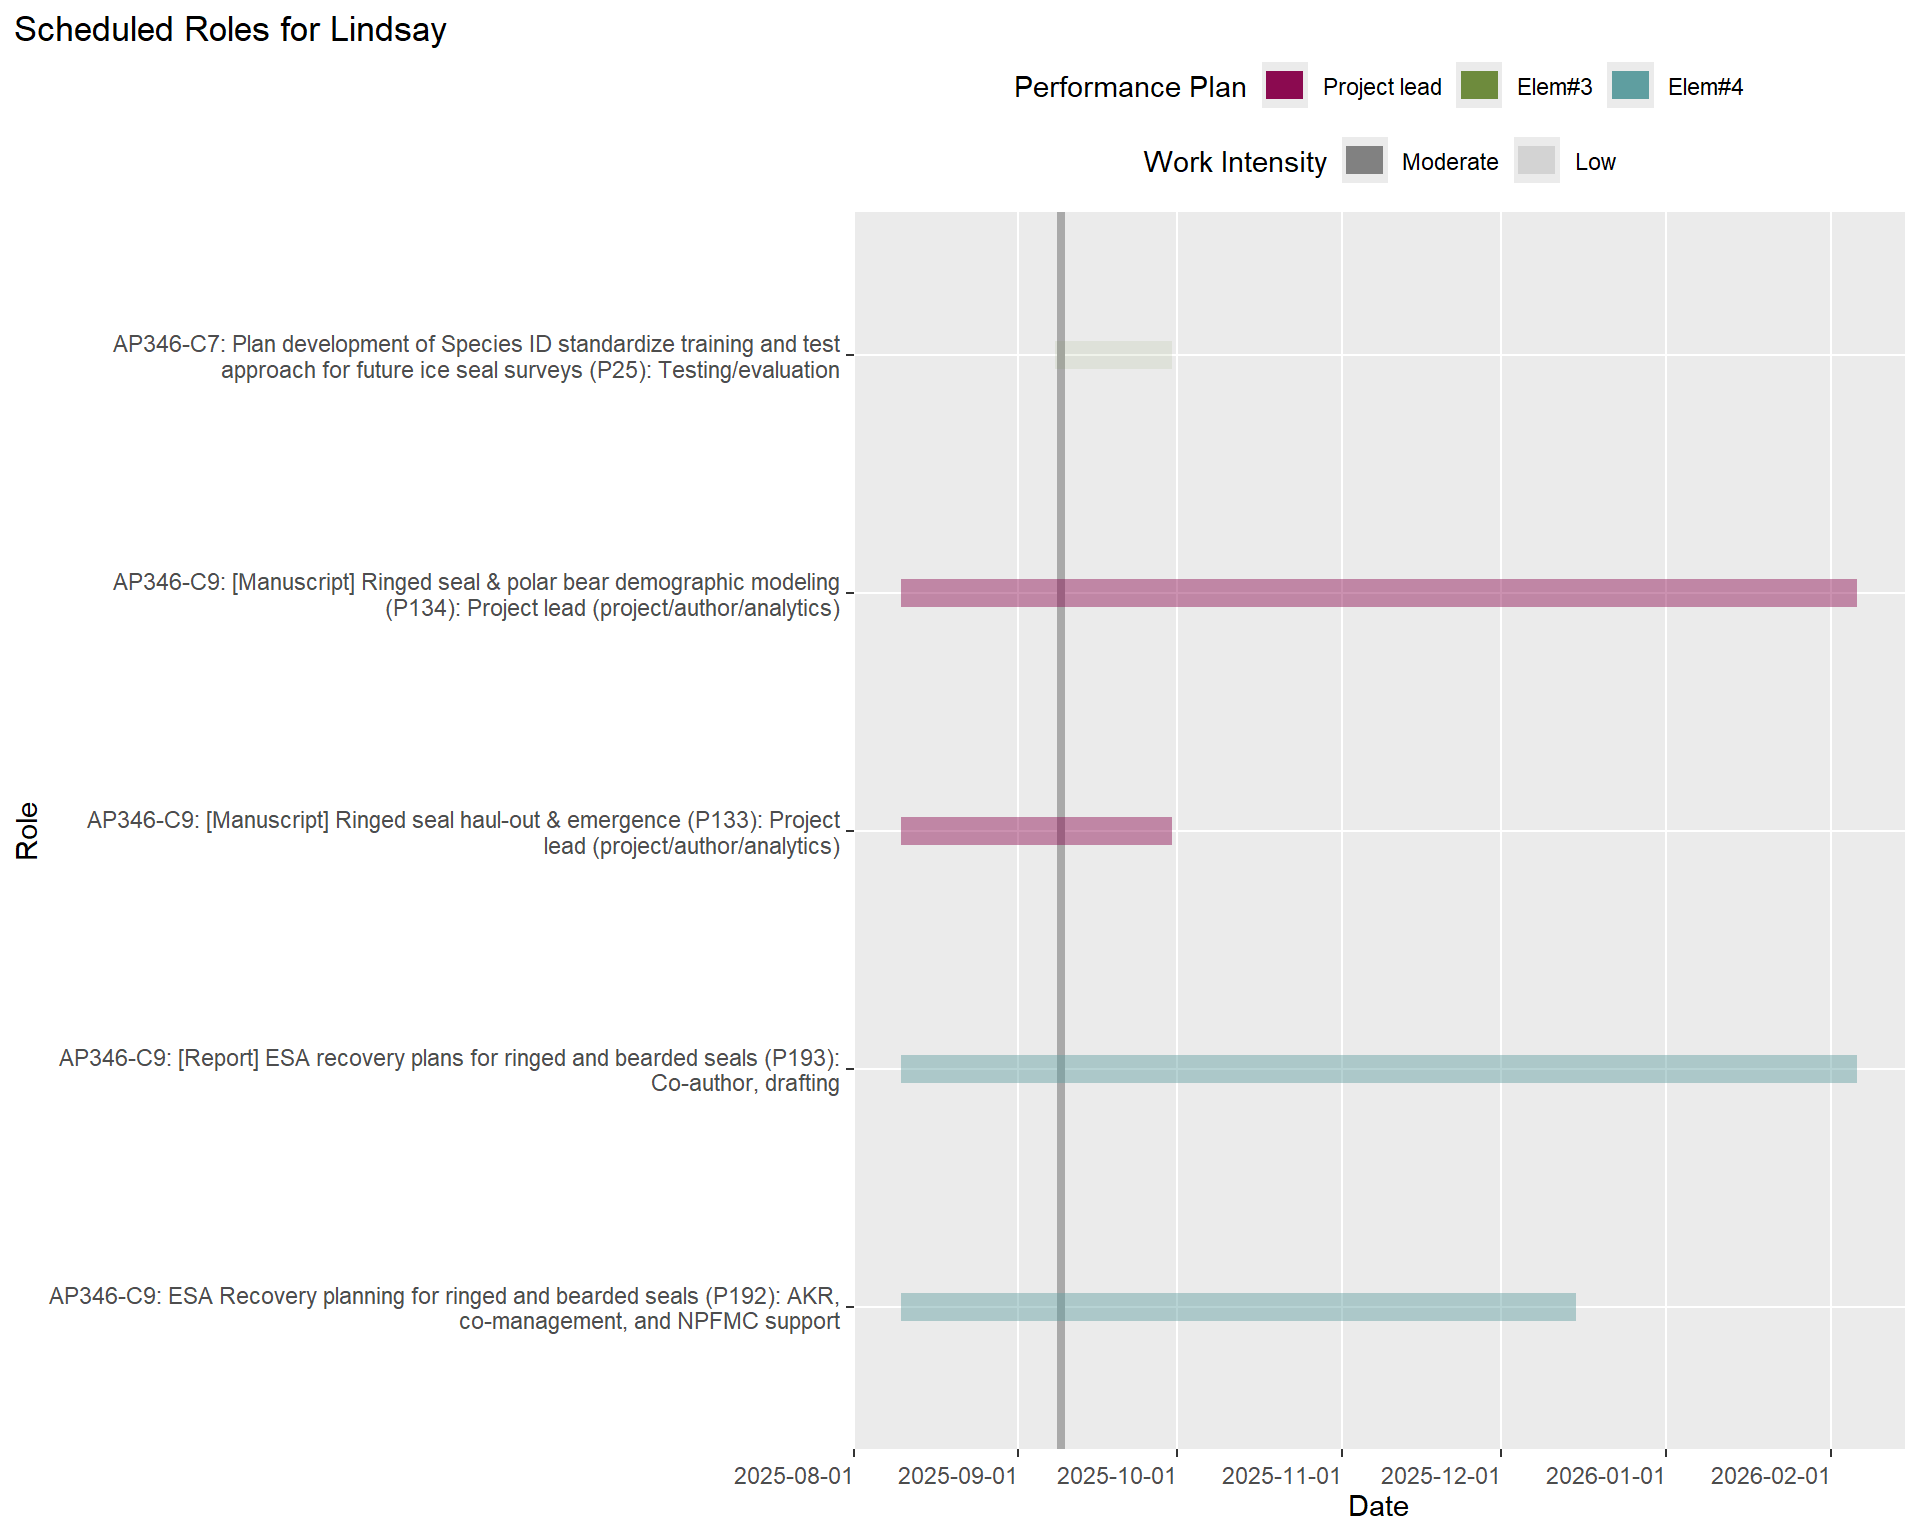 Scheduled Roles for Lindsay
Performance Plan Project lead Elem#3 Elem#4
Work Intensity Moderate Low
AP346-C7: Plan development of Species ID standardize training and test
approach for future ice seal surveys (P25): Testing/evaluation
AP346-C9: [Manuscript] Ringed seal & polar bear demographic modeling
(P134): Project lead (project/author/analytics)
Role
AP346-C9: [Manuscript] Ringed seal haul-out & emergence (P133): Project
lead (project/author/analytics)
AP346-C9: [Report] ESA recovery plans for ringed and bearded seals (P193):
Co-author, drafting
AP346-C9: ESA Recovery planning for ringed and bearded seals (P192): AKR,
co-management, and NPFMC support
2025-08-01 2025-09-01 2025-10-01 2025-11-01 2025-12-01 2026-01-01 2026-02-01
Date